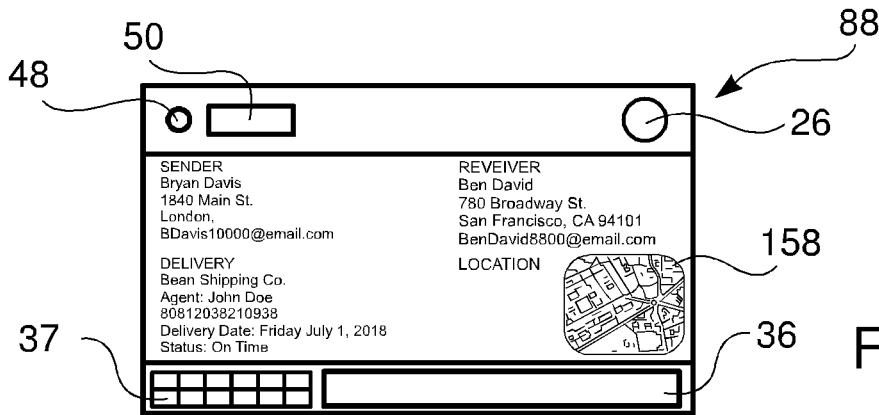 50
88
48
26
SENDER
Bryan Davis
1840 Main St.
London,
BDavis10000@email.com
REVEIVER
Ben David
780 Broadway St.
San Francisco, CA 94101
BenDavid8800@email.com
DELIVERY
Bean Shipping Co.
Agent: John Doe
80812038210938
Delivery Date: Friday July 1, 2018
Status: On Time
LOCATION
158
37
36
F